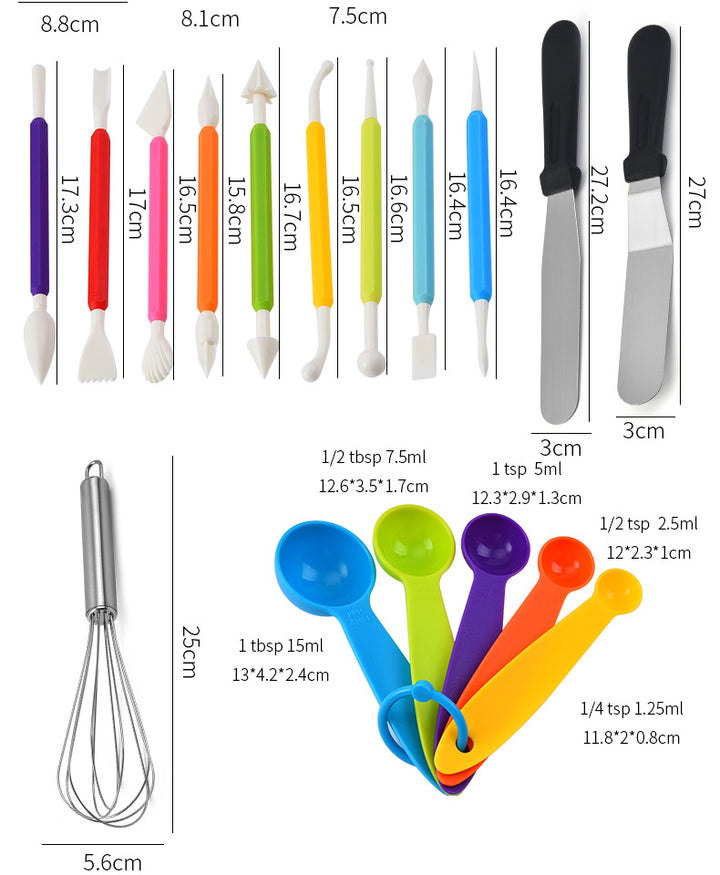 8.8cm
8.1cm
7.5cm
17.3cm
17cm
16.5cm
15.8cm
16.7cm
16.5cm
16.6cm
16.4cm
16.4cm
27.2cm
27cm
3cm
3cm
25cm
5.6cm
1/2 tbsp 7.5ml
12.6*3.5*1.7cm
1 tsp 5ml
12.3*2.9*1.3cm
1/2 tsp 2.5ml
12*2.3*1cm
1 tbsp 15ml
13*4.2*2.4cm
1/4 tsp 1.25ml
11.8*2*0.8cm